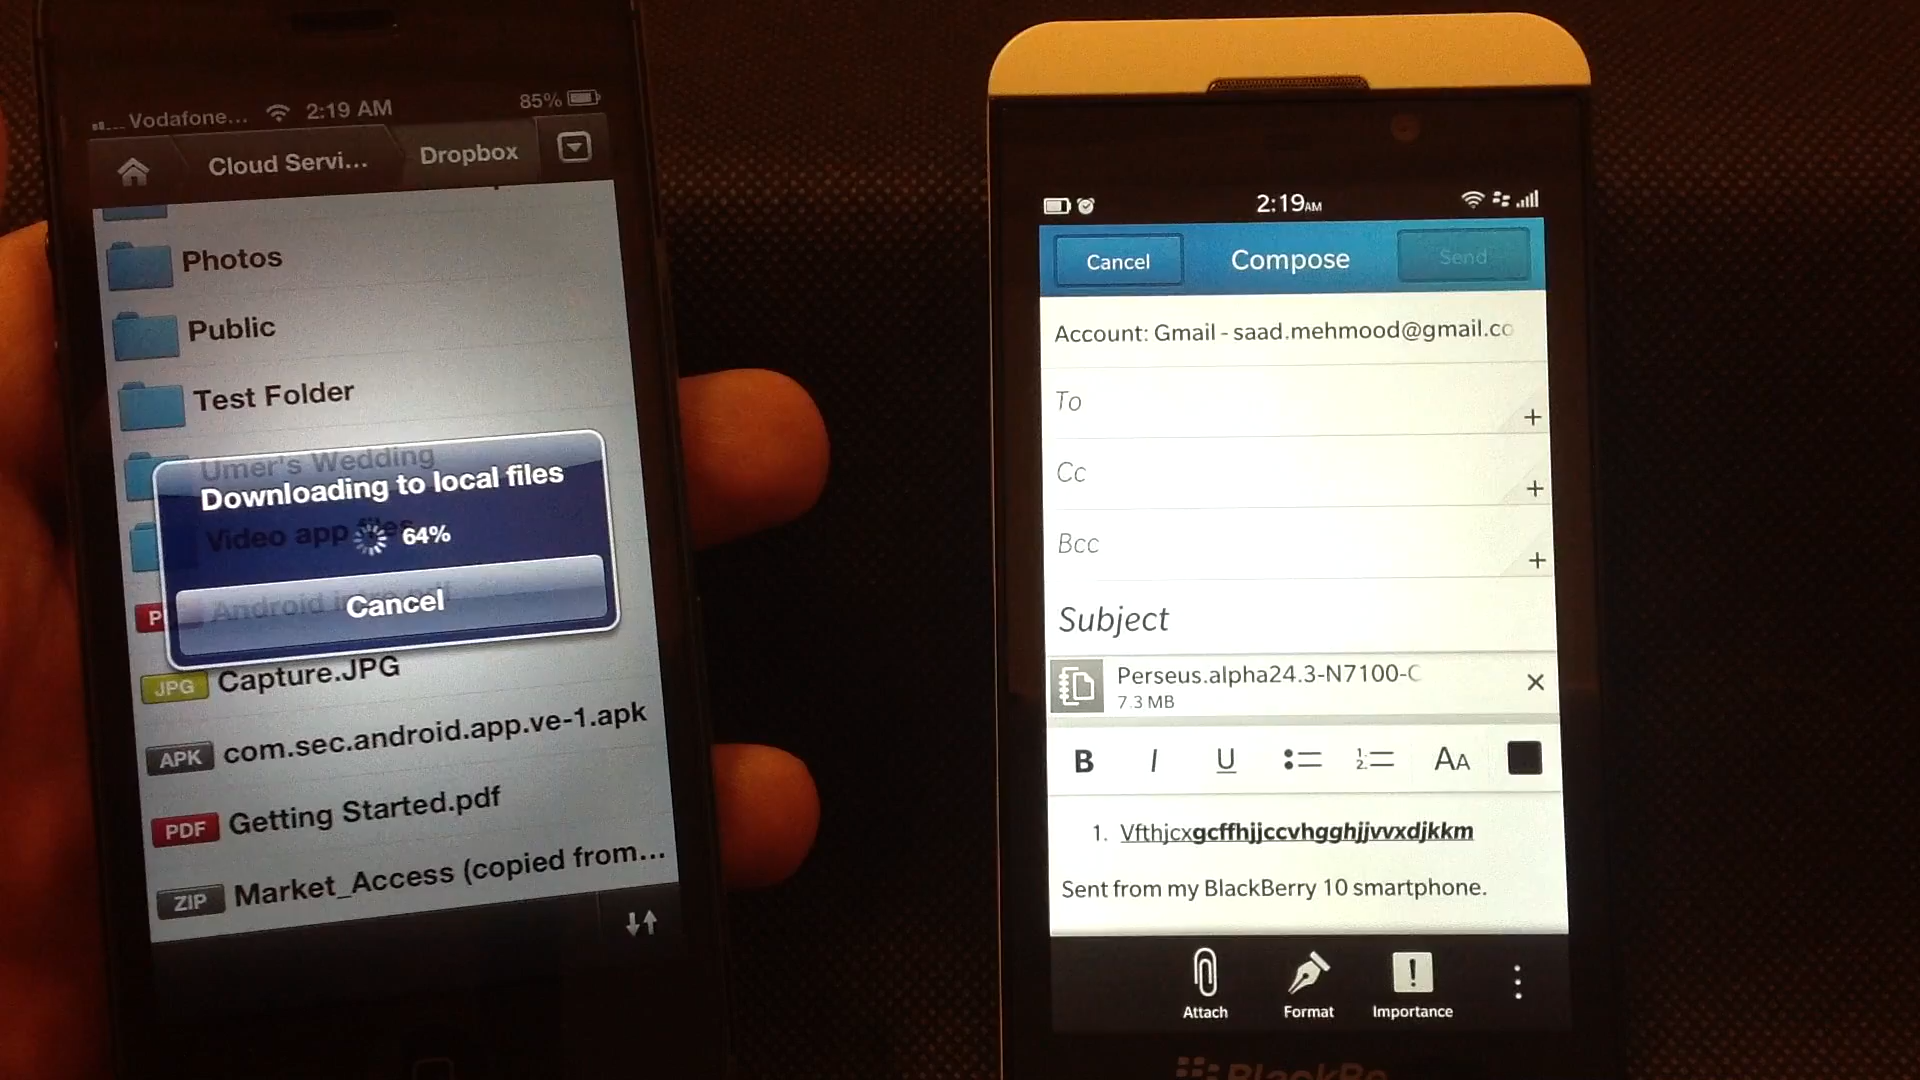 Vodafone... 2:19 AM 85%
Cloud Servi... Dropbox
Photos
Public
Test Folder
Umer's Wedding
Downloading to local files
Video app files
64%
Cancel
JPG Capture.JPG
APK com.sec.android.app.ve-1.apk
PDF Getting Started.pdf
ZIP Market_Access (copied from...
2:19AM
Cancel Compose Send
Account: Gmail - saad.mehmood@gmail.co
To
Cc
Bcc
Subject
Perseus.alpha24.3-N7100-C
7.3 MB
B I U AA
1. Vfthjcxgcffhjjccvhgghjjvvxdjkkm
Sent from my BlackBerry 10 smartphone.
Attach Format Importance